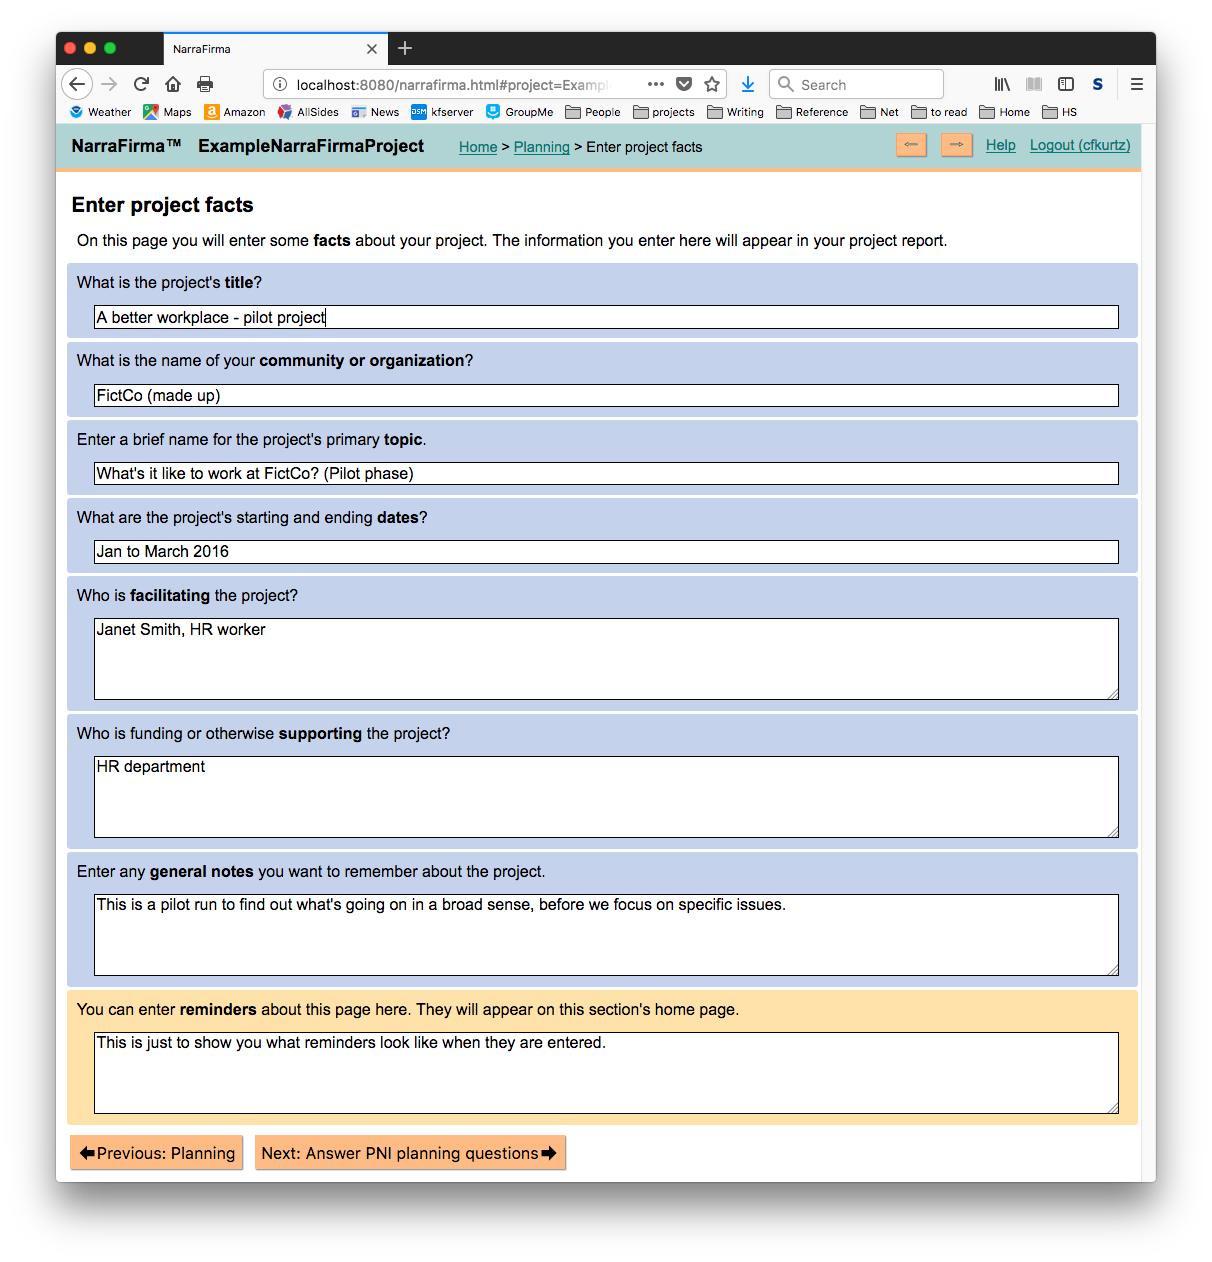 NarraFirma
localhost:8080/narrafirma.html#project=Exampl
Search
S
Weather Maps Amazon AllSides News kfserver GroupMe People projects Writing Reference Net to read Home HS
NarraFirma™ ExampleNarraFirmaProject Home > Planning > Enter project facts Help Logout (cfkurtz)
Enter project facts
On this page you will enter some facts about your project. The information you enter here will appear in your project report.
What is the project's title?
A better workplace - pilot project
What is the name of your community or organization?
FictCo (made up)
Enter a brief name for the project's primary topic.
What's it like to work at FictCo? (Pilot phase)
What are the project's starting and ending dates?
Jan to March 2016
Who is facilitating the project?
Janet Smith, HR worker
Who is funding or otherwise supporting the project?
HR department
Enter any general notes you want to remember about the project.
This is a pilot run to find out what's going on in a broad sense, before we focus on specific issues.
You can enter reminders about this page here. They will appear on this section's home page.
This is just to show you what reminders look like when they are entered.
Previous: Planning Next: Answer PNI planning questions